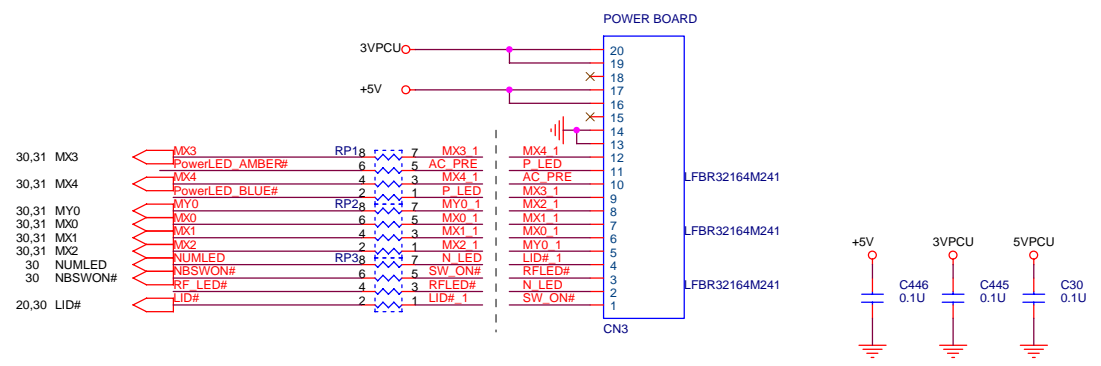 POWER BOARD
3VPCU
20
19
18
+5V
17
16
15
14
13
30,31 MX3 MX3 RP1 8 7 MX3_1 MX4_1 12
PowerLED_AMBER# 6 5 AC_PRE P_LED 11
30,31 MX4 MX4 4 3 MX4_1 AC_PRE 10
PowerLED_BLUE# 2 1 P_LED MX3_1 9
30,31 MY0 MY0 RP2 8 7 MY0_1 MX2_1 8
30,31 MX0 MX0 6 5 MX0_1 MX1_1 7
30,31 MX1 MX1 4 3 MX1_1 MX0_1 6
30,31 MX2 MX2 2 1 MX2_1 MY0_1 5
30 NUMLED NUMLED RP3 8 7 N_LED LID#_1 4
30 NBSWON# NBSWON# 6 5 SW_ON# RFLED# 3
RF_LED# 4 3 RFLED# N_LED 2
20,30 LID# LID# 2 1 LID#_1 SW_ON# 1
LFBR32164M241
LFBR32164M241
LFBR32164M241
CN3
+5V 3VPCU 5VPCU
C446 C445 C30
0.1U 0.1U 0.1U